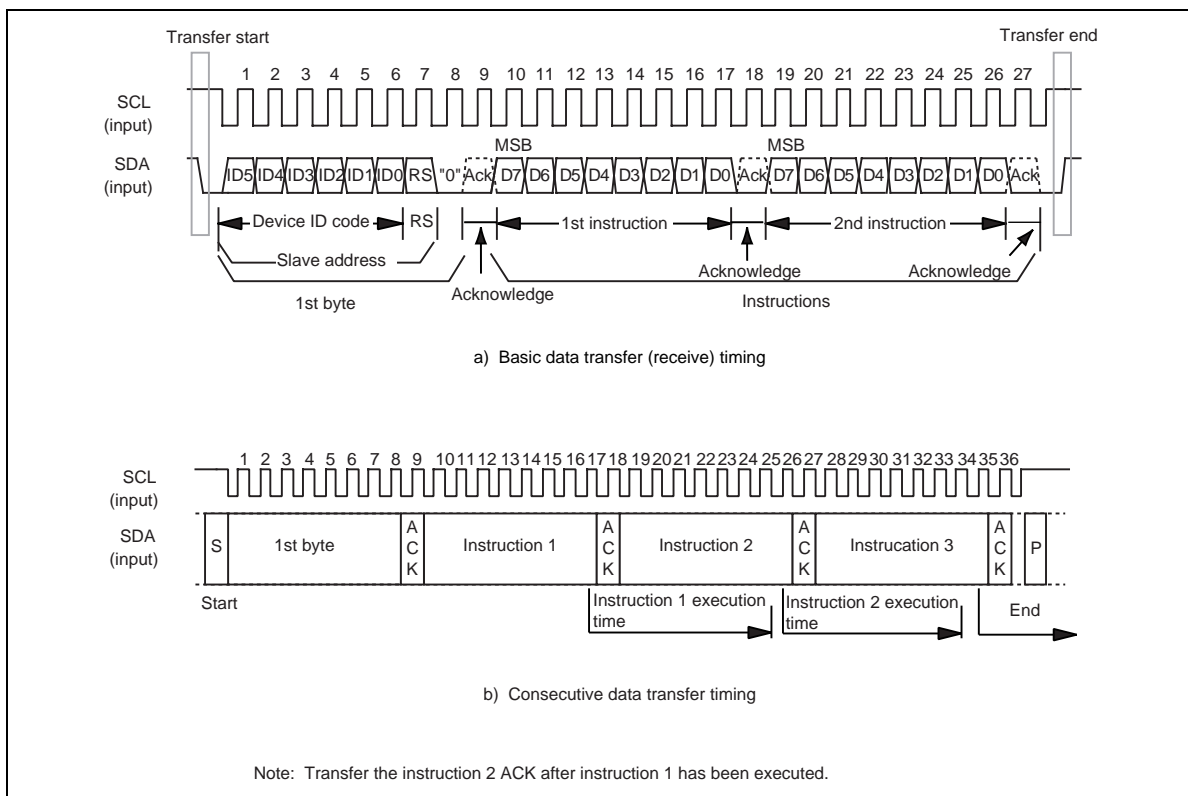 Transfer start
Transfer end
1 2 3 4 5 6 7 8 9 10 11 12 13 14 15 16 17 18 19 20 21 22 23 24 25 26 27
SCL
(input)
MSB
MSB
SDA
(input)
ID5 ID4 ID3 ID2 ID1 ID0 RS "0" Ack D7 D6 D5 D4 D3 D2 D1 D0 Ack D7 D6 D5 D4 D3 D2 D1 D0 Ack
Device ID code RS 1st instruction 2nd instruction
Slave address
Acknowledge
Acknowledge
1st byte
Acknowledge
Instructions
a) Basic data transfer (receive) timing
1 2 3 4 5 6 7 8 9 10 11 12 13 14 15 16 17 18 19 20 21 22 23 24 25 26 27 28 29 30 31 32 33 34 35 36
SCL
(input)
SDA
(input)
S 1st byte ACK Instruction 1 ACK Instruction 2 ACK Instrucation 3 ACK P
Start
Instruction 1 execution
time
Instruction 2 execution
time
End
b) Consecutive data transfer timing
Note: Transfer the instruction 2 ACK after instruction 1 has been executed.